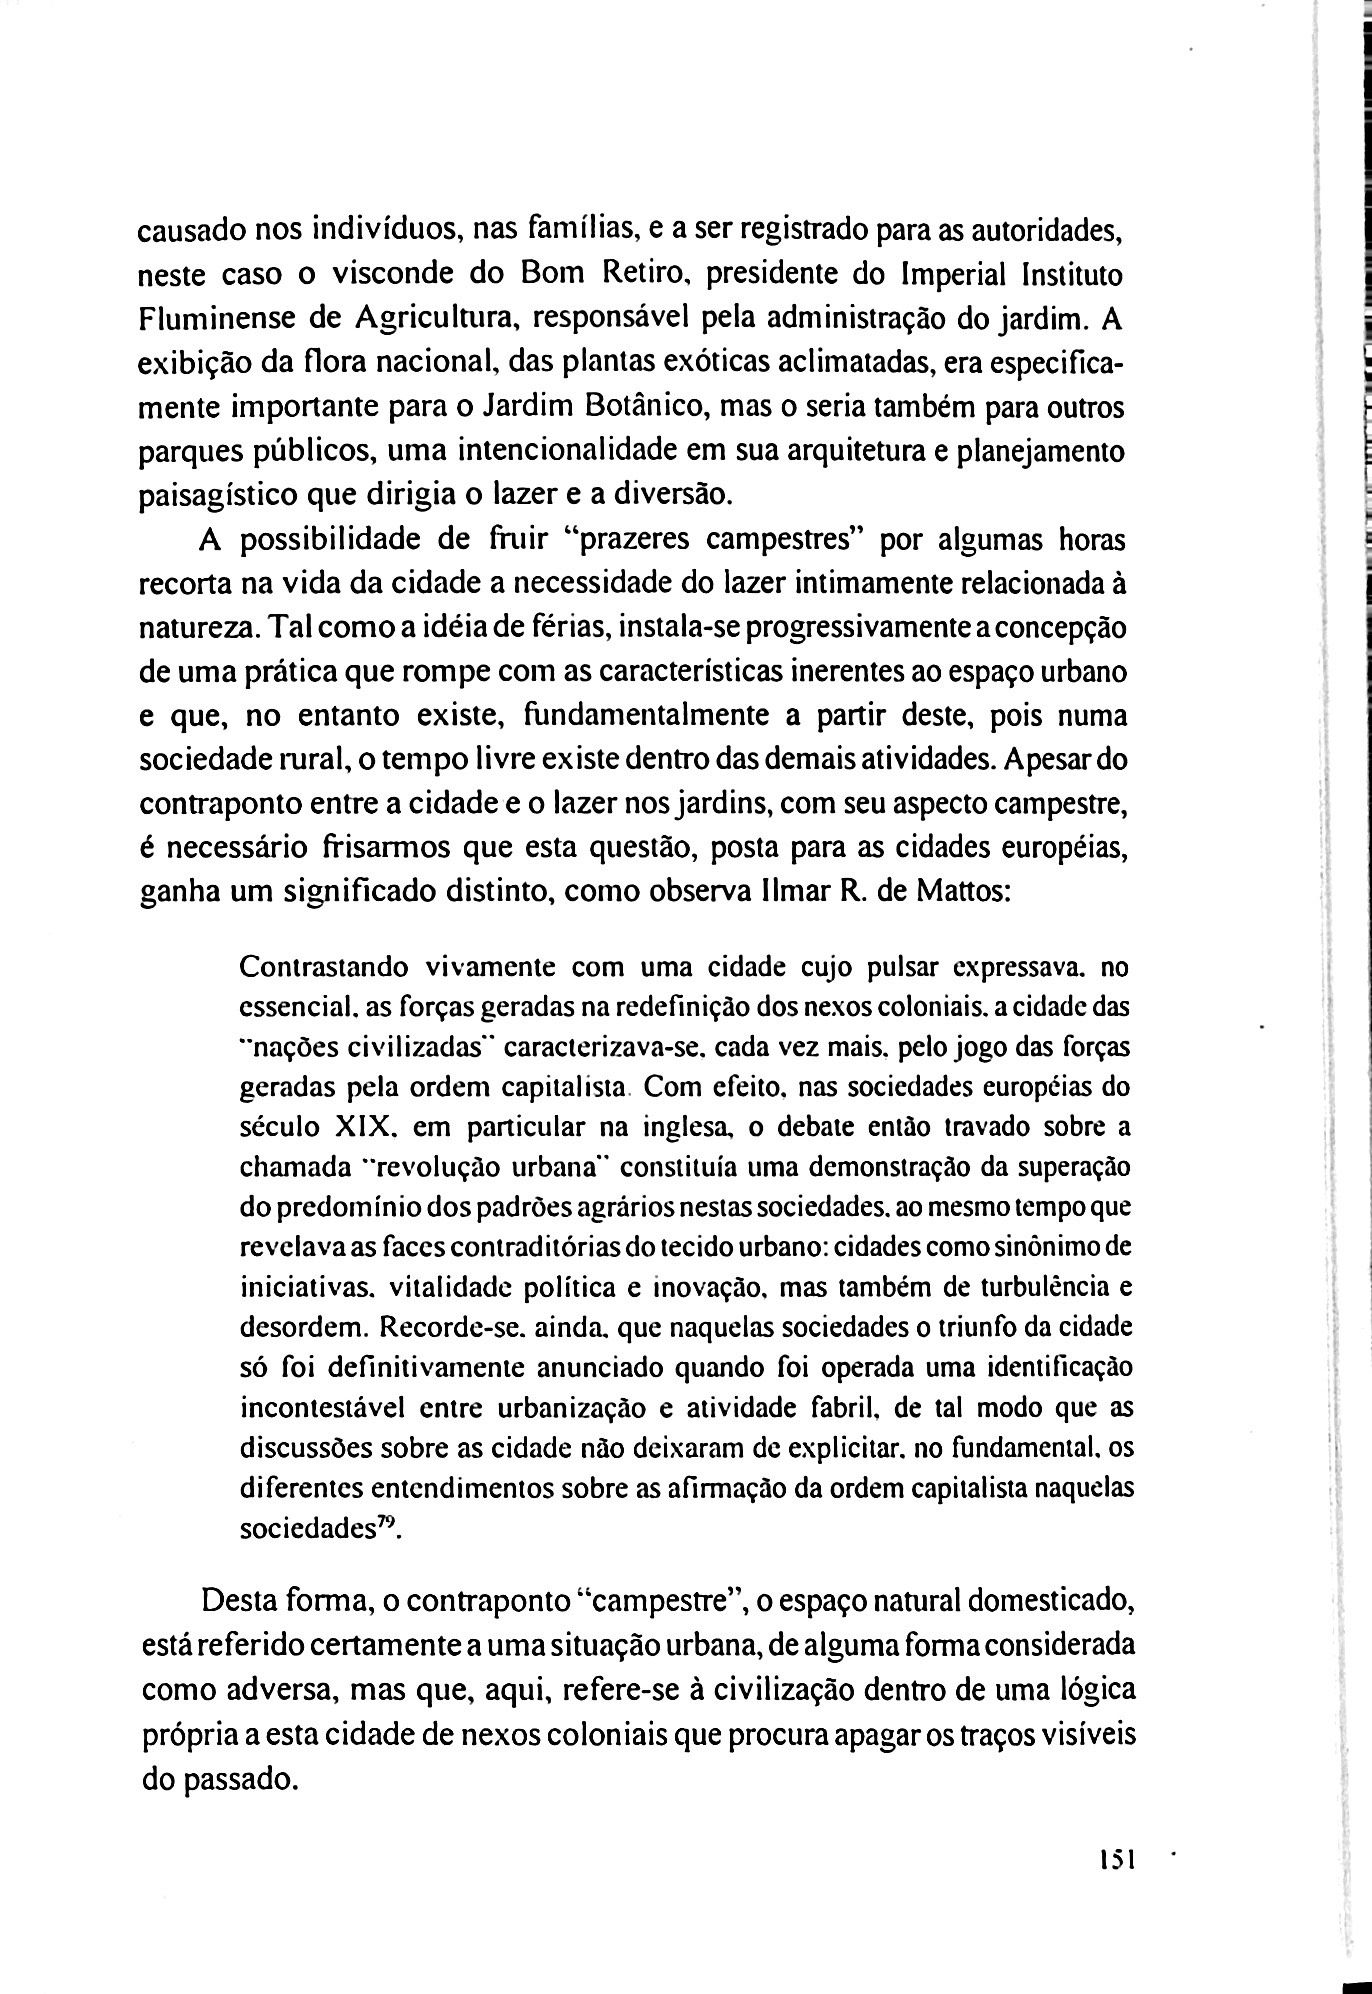 causado nos indivíduos, nas famílias, e a ser registrado para as autoridades,
neste caso o visconde do Bom Retiro, presidente do Imperial Instituto
Fluminense de Agricultura, responsável pela administração do jardim. A
exibição da flora nacional, das plantas exóticas aclimatadas, era especifica-
mente importante para o Jardim Botânico, mas o seria também para outros
parques públicos, uma intencionalidade em sua arquitetura e planejamento
paisagístico que dirigia o lazer e a diversão.
A possibilidade de fruir “prazeres campestres” por algumas horas
recorta na vida da cidade a necessidade do lazer intimamente relacionada à
natureza. Tal como a idéia de férias, instala-se progressivamente a concepção
de uma prática que rompe com as características inerentes ao espaço urbano
e que, no entanto existe, fundamentalmente a partir deste, pois numa
sociedade rural, o tempo livre existe dentro das demais atividades. Apesar do
contraponto entre a cidade e o lazer nos jardins, com seu aspecto campestre,
é necessário frisarmos que esta questão, posta para as cidades européias,
ganha um significado distinto, como observa Ilmar R. de Mattos:
Contrastando vivamente com uma cidade cujo pulsar expressava, no
essencial, as forças geradas na redefinição dos nexos coloniais, a cidade das
"nações civilizadas" caracterizava-se, cada vez mais, pelo jogo das forças
geradas pela ordem capitalista. Com efeito, nas sociedades européias do
século XIX, em particular na inglesa, o debate então travado sobre a
chamada "revolução urbana" constituía uma demonstração da superação
do predomínio dos padrões agrários nestas sociedades, ao mesmo tempo que
revelava as faces contraditórias do tecido urbano: cidades como sinônimo de
iniciativas, vitalidade política e inovação, mas também de turbulência e
desordem. Recorde-se, ainda, que naquelas sociedades o triunfo da cidade
só foi definitivamente anunciado quando foi operada uma identificação
incontestável entre urbanização e atividade fabril, de tal modo que as
discussões sobre as cidade não deixaram de explicitar, no fundamental, os
diferentes entendimentos sobre as afirmação da ordem capitalista naquelas
sociedades⁷⁹.
Desta forma, o contraponto “campestre”, o espaço natural domesticado,
está referido certamente a uma situação urbana, de alguma forma considerada
como adversa, mas que, aqui, refere-se à civilização dentro de uma lógica
própria a esta cidade de nexos coloniais que procura apagar os traços visíveis
do passado.
151